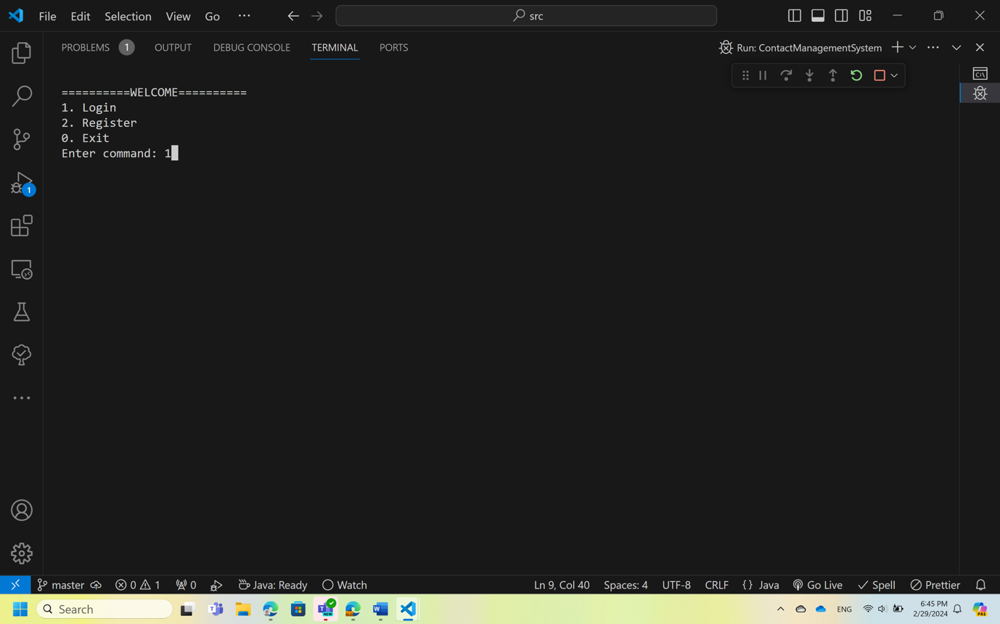 File Edit Selection View Go ···
src
PROBLEMS 1 OUTPUT DEBUG CONSOLE TERMINAL PORTS
Run: ContactManagementSystem
==========WELCOME==========
1. Login
2. Register
0. Exit
Enter command: 1
1
master 0 1 0 Java: Ready Watch
Ln 9, Col 40 Spaces: 4 UTF-8 CRLF {} Java Go Live Spell Prettier
Search
NEW
ENG
6:45 PM
2/29/2024
PRE